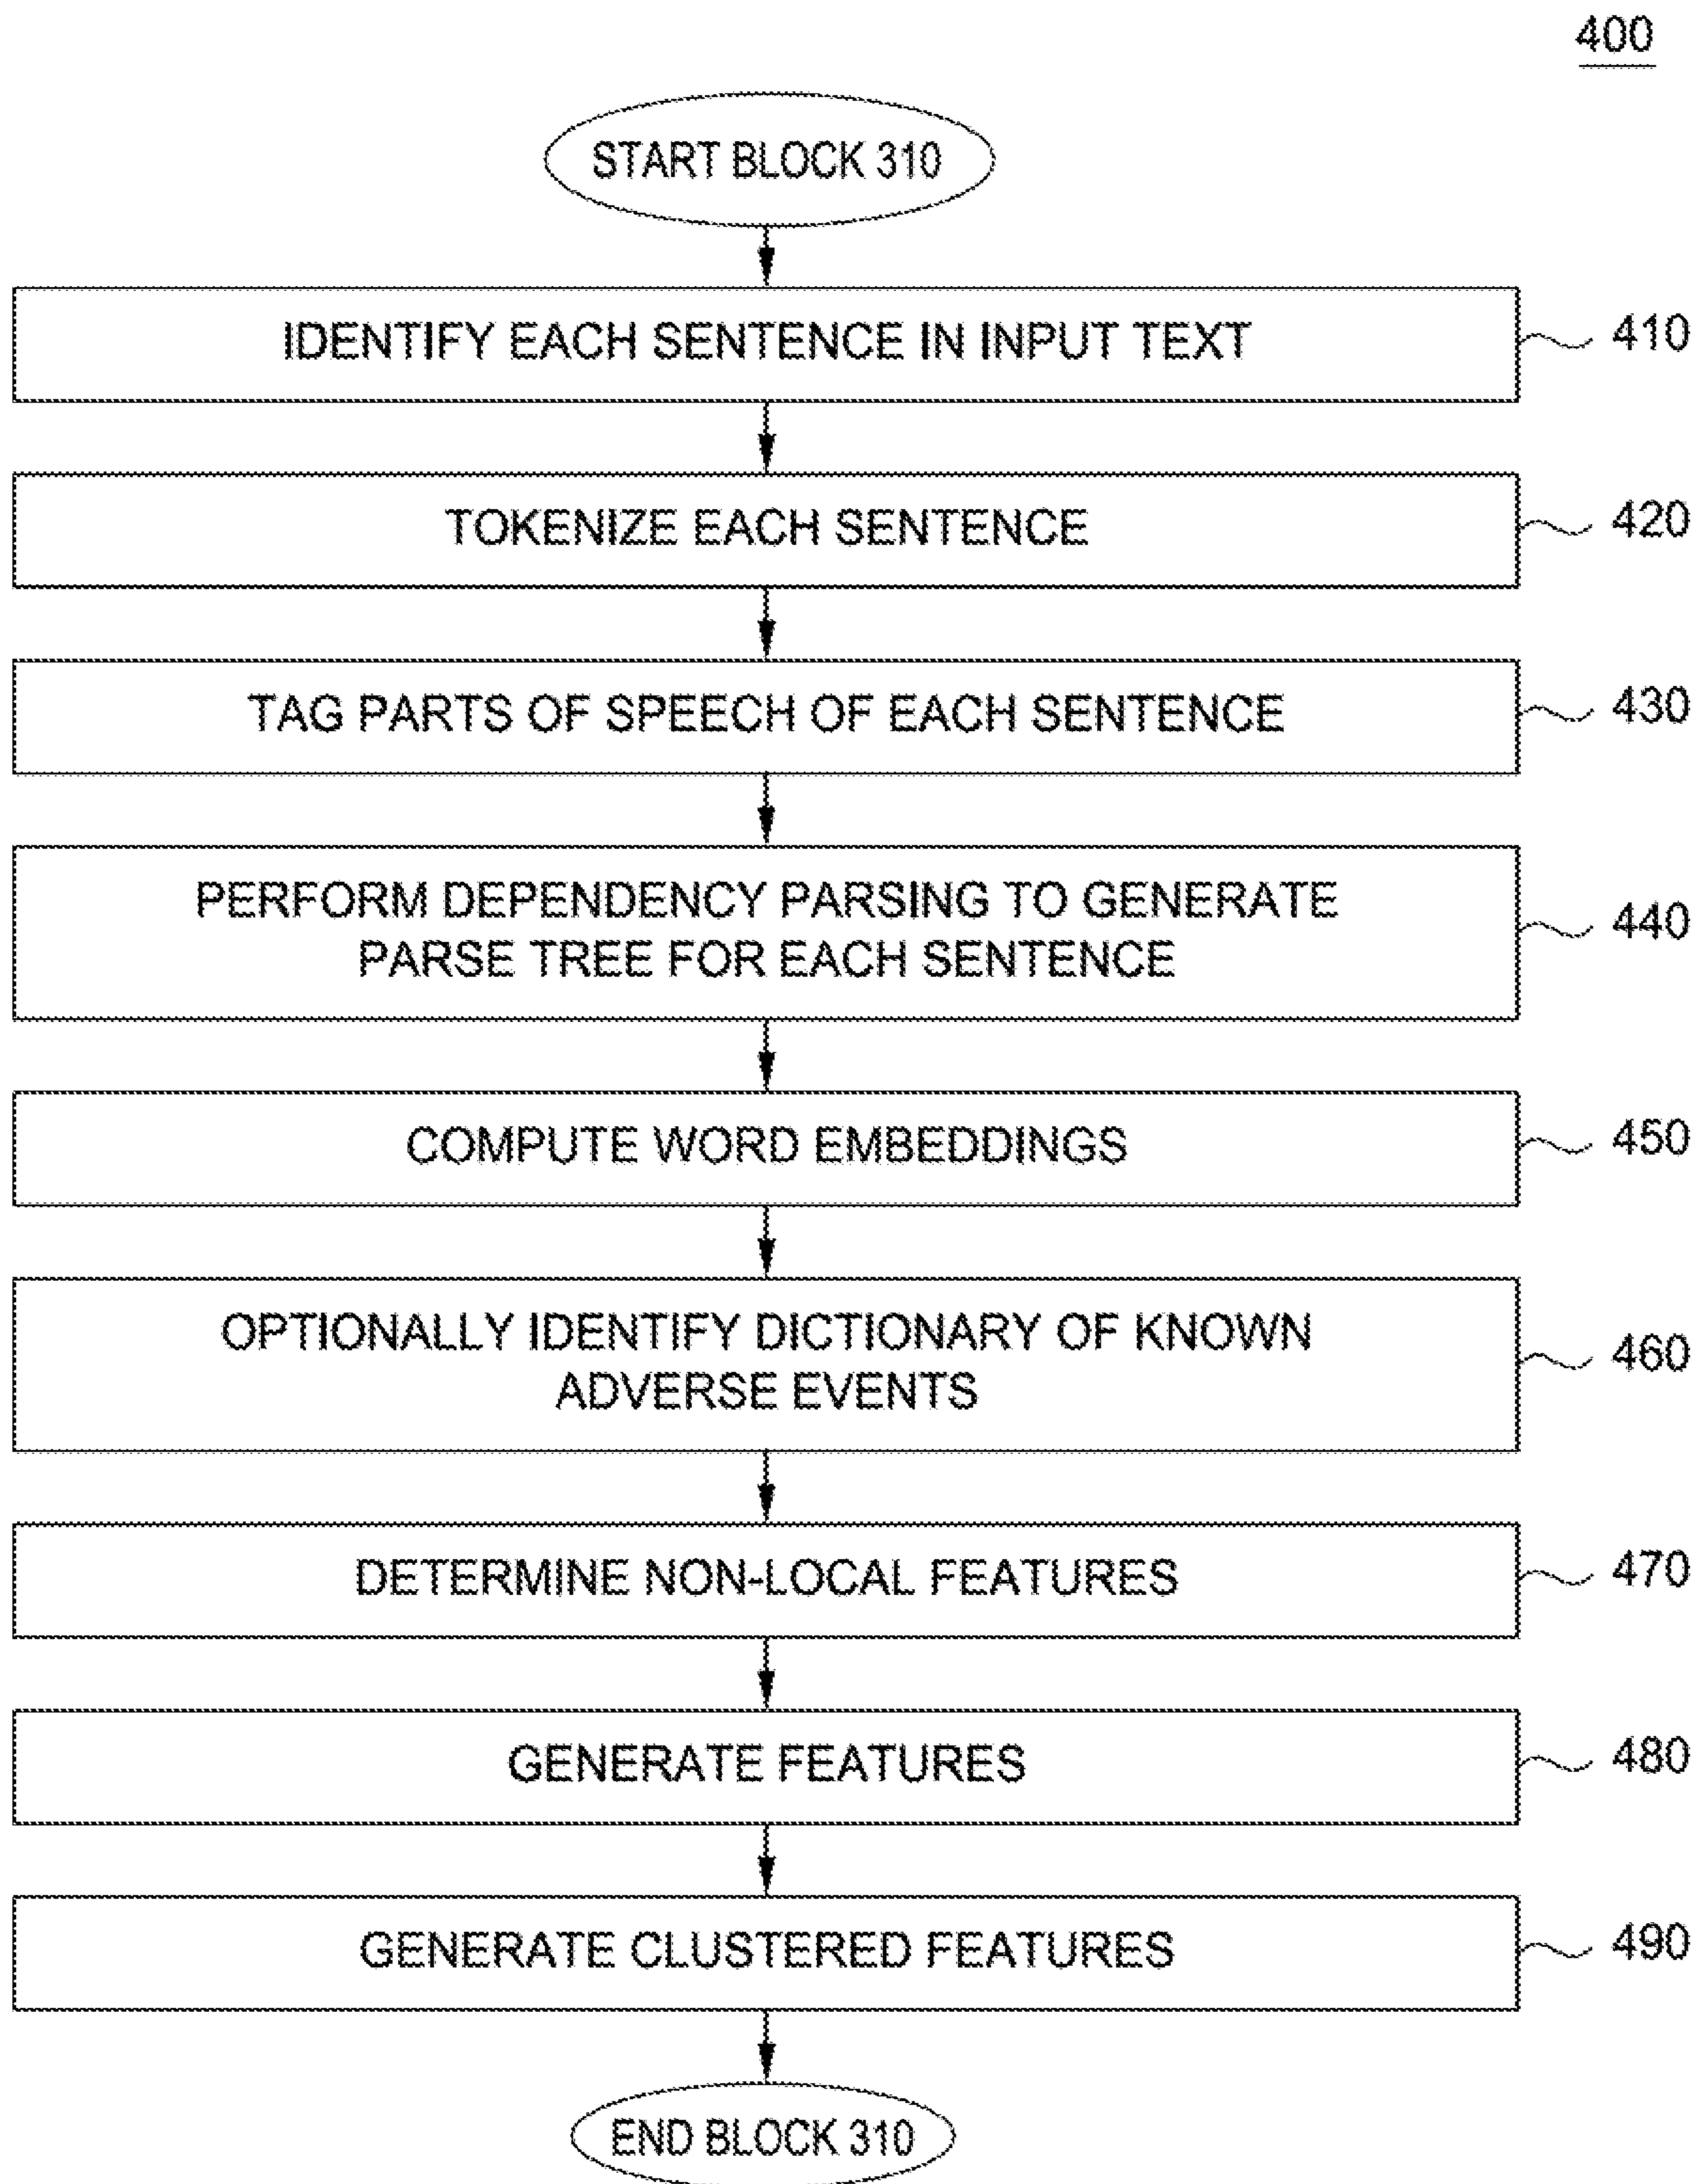 400
START BLOCK 310
IDENTIFY EACH SENTENCE IN INPUT TEXT
410
TOKENIZE EACH SENTENCE
420
TAG PARTS OF SPEECH OF EACH SENTENCE
430
PERFORM DEPENDENCY PARSING TO GENERATE
PARSE TREE FOR EACH SENTENCE
440
COMPUTE WORD EMBEDDINGS
450
OPTIONALLY IDENTIFY DICTIONARY OF KNOWN
ADVERSE EVENTS
460
DETERMINE NON-LOCAL FEATURES
470
GENERATE FEATURES
480
GENERATE CLUSTERED FEATURES
490
END BLOCK 310